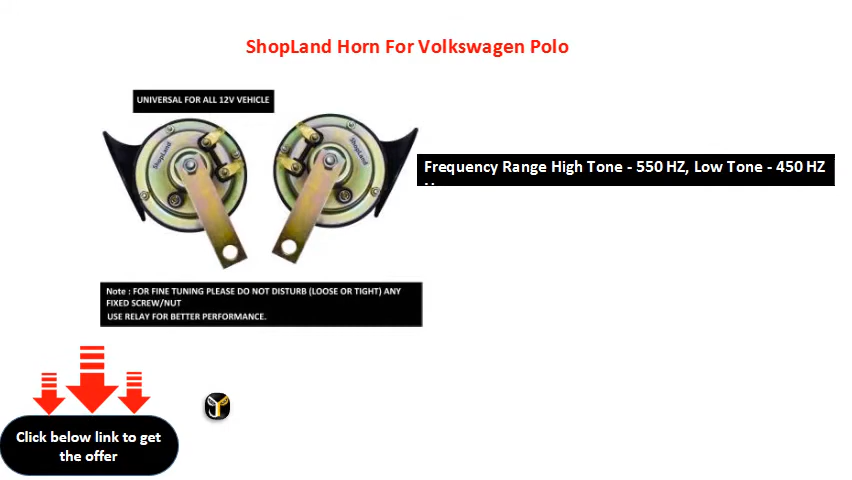 ShopLand Horn For Volkswagen Polo
UNIVERSAL FOR ALL 12V VEHICLE
ShopLand
ShopLand
Frequency Range High Tone - 550 HZ, Low Tone - 450 HZ
Note : FOR FINE TUNING PLEASE DO NOT DISTURB (LOOSE OR TIGHT) ANY
FIXED SCREW/NUT
USE RELAY FOR BETTER PERFORMANCE.
Click below link to get
the offer